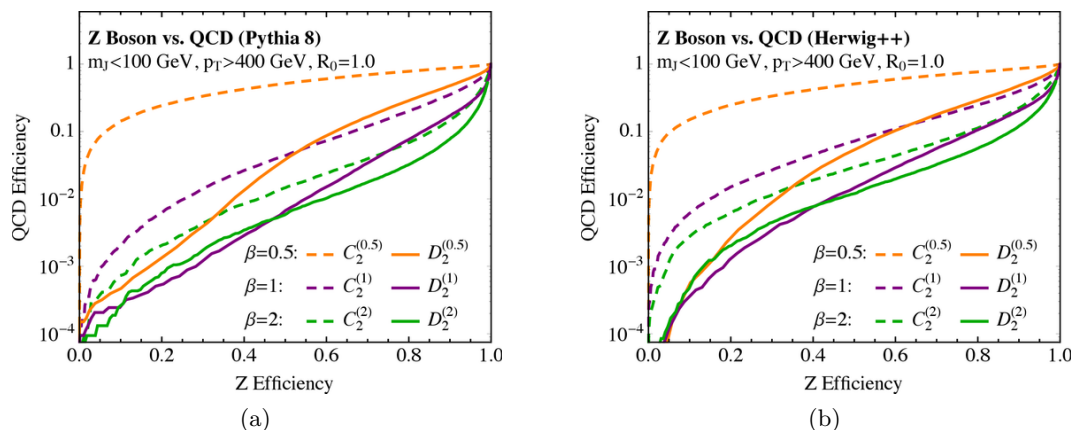 Z Boson vs. QCD (Pythia 8)
m_J<100 GeV, p_T>400 GeV, R_0=1.0
QCD Efficiency
1
0.1
10^{-2}
10^{-3}
10^{-4}
β=0.5: C_2^{(0.5)} D_2^{(0.5)}
β=1: C_2^{(1)} D_2^{(1)}
β=2: C_2^{(2)} D_2^{(2)}
0.0 0.2 0.4 0.6 0.8 1.0
Z Efficiency
(a)
Z Boson vs. QCD (Herwig++)
m_J<100 GeV, p_T>400 GeV, R_0=1.0
QCD Efficiency
1
0.1
10^{-2}
10^{-3}
10^{-4}
β=0.5: C_2^{(0.5)} D_2^{(0.5)}
β=1: C_2^{(1)} D_2^{(1)}
β=2: C_2^{(2)} D_2^{(2)}
0.0 0.2 0.4 0.6 0.8 1.0
Z Efficiency
(b)